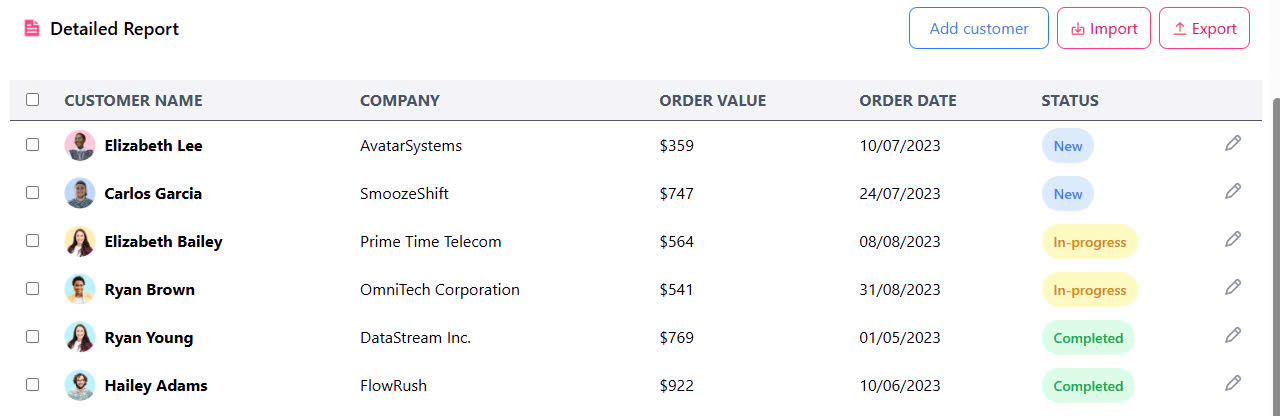 Detailed Report
Add customer Import Export
CUSTOMER NAME COMPANY ORDER VALUE ORDER DATE STATUS
Elizabeth Lee AvatarSystems $359 10/07/2023 New
Carlos Garcia SmoozeShift $747 24/07/2023 New
Elizabeth Bailey Prime Time Telecom $564 08/08/2023 In-progress
Ryan Brown OmniTech Corporation $541 31/08/2023 In-progress
Ryan Young DataStream Inc. $769 01/05/2023 Completed
Hailey Adams FlowRush $922 10/06/2023 Completed